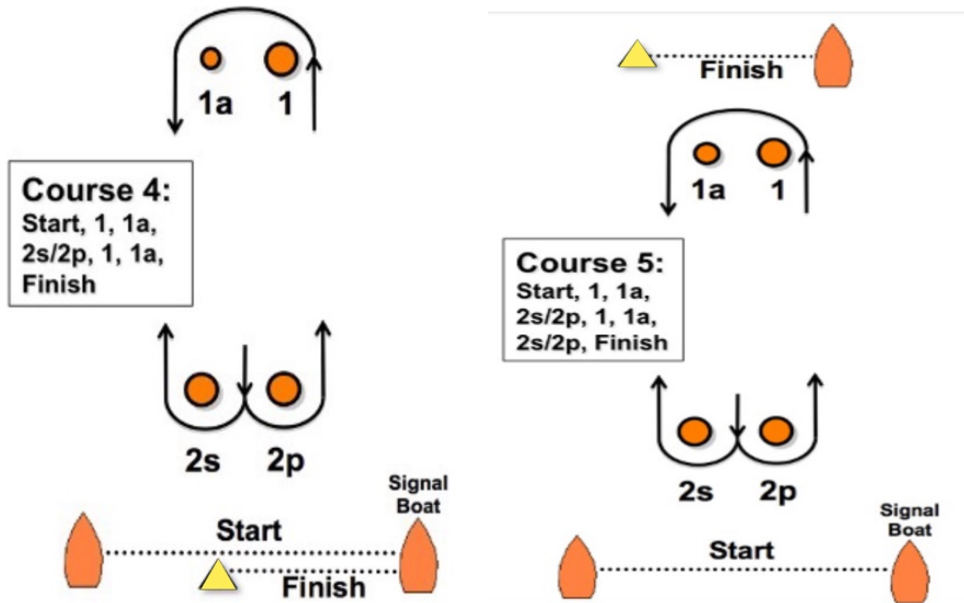 1a
1
Course 4:
Start, 1, 1a,
2s/2p, 1, 1a,
Finish
2s
2p
Signal
Boat
Start
Finish
Finish
1a
1
Course 5:
Start, 1, 1a,
2s/2p, 1, 1a,
2s/2p, Finish
2s
2p
Signal
Boat
Start